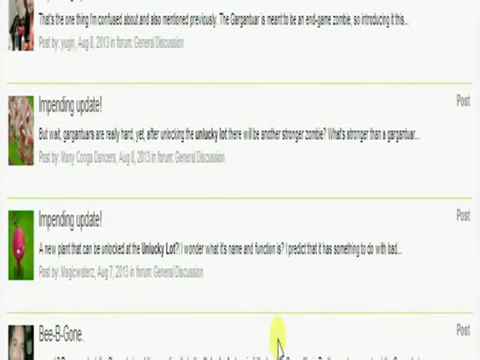 That's the one thing I'm confused about and also mentioned previously. The Gargantuar is meant to be an end-game zombie, so introducing it this...
Post by: yugin, Aug 8, 2013 in forum: General Discussion
Impending update!
Post
But wait, gargantuars are really hard, yet, after unlocking the unlucky lot there will be another stronger zombie? What's stronger than a gargantuar...
Post by: Many Conga Dancers, Aug 8, 2013 in forum: General Discussion
Impending update!
Post
A new plant that can be unlocked at the Unlucky Lot?! I wonder what it's name and function is? I predict that it has something to do with bad...
Post by: Magicwaterz, Aug 7, 2013 in forum: General Discussion
Bee-B-Gone.
Post